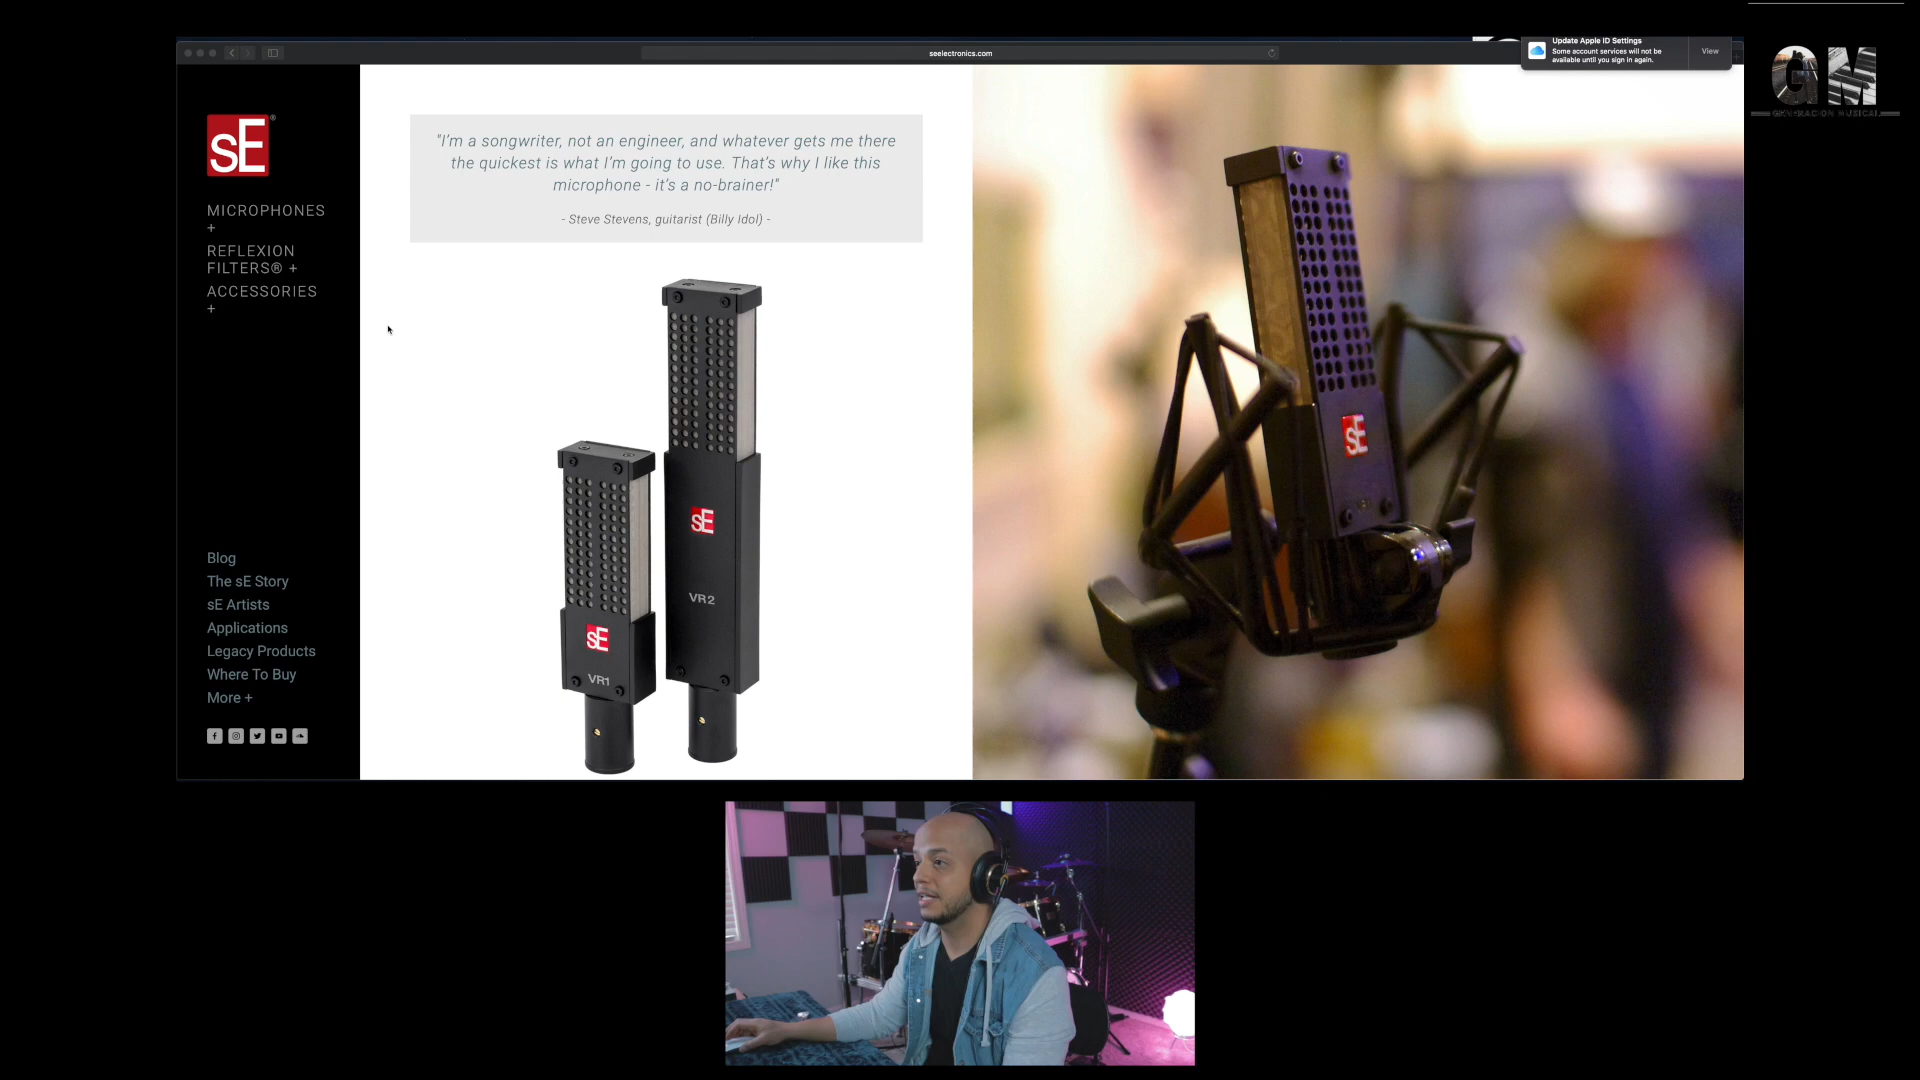 seelectronics.com
Update Apple ID Settings
Some account services will not be
available until you sign in again.
View
GM
GENERACION MUSICAL
sE®
MICROPHONES
+
REFLEXION
FILTERS® +
ACCESSORIES
+
"I'm a songwriter, not an engineer, and whatever gets me there
the quickest is what I'm going to use. That's why I like this
microphone - it's a no-brainer!"
- Steve Stevens, guitarist (Billy Idol) -
sE
VR2
sE
VR1
sE
Blog
The sE Story
sE Artists
Applications
Legacy Products
Where To Buy
More +